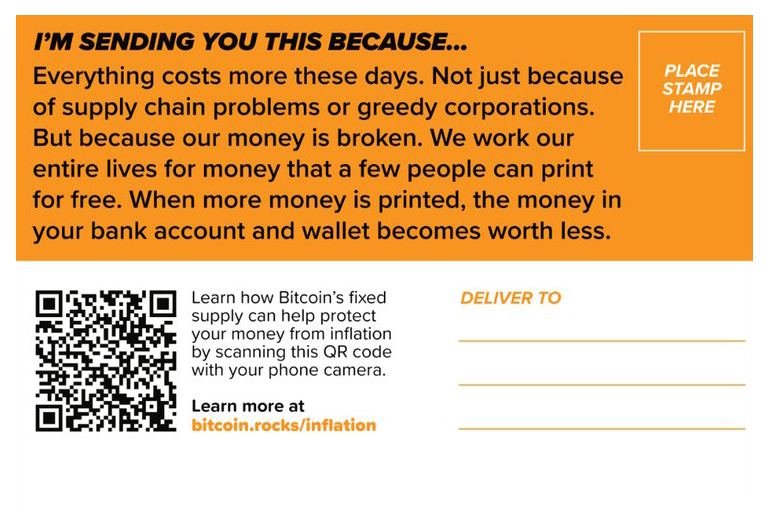 I'M SENDING YOU THIS BECAUSE...
Everything costs more these days. Not just because
of supply chain problems or greedy corporations.
But because our money is broken. We work our
entire lives for money that a few people can print
for free. When more money is printed, the money in
your bank account and wallet becomes worth less.
PLACE
STAMP
HERE
Learn how Bitcoin's fixed
supply can help protect
your money from inflation
by scanning this QR code
with your phone camera.
Learn more at
bitcoin.rocks/inflation
DELIVER TO